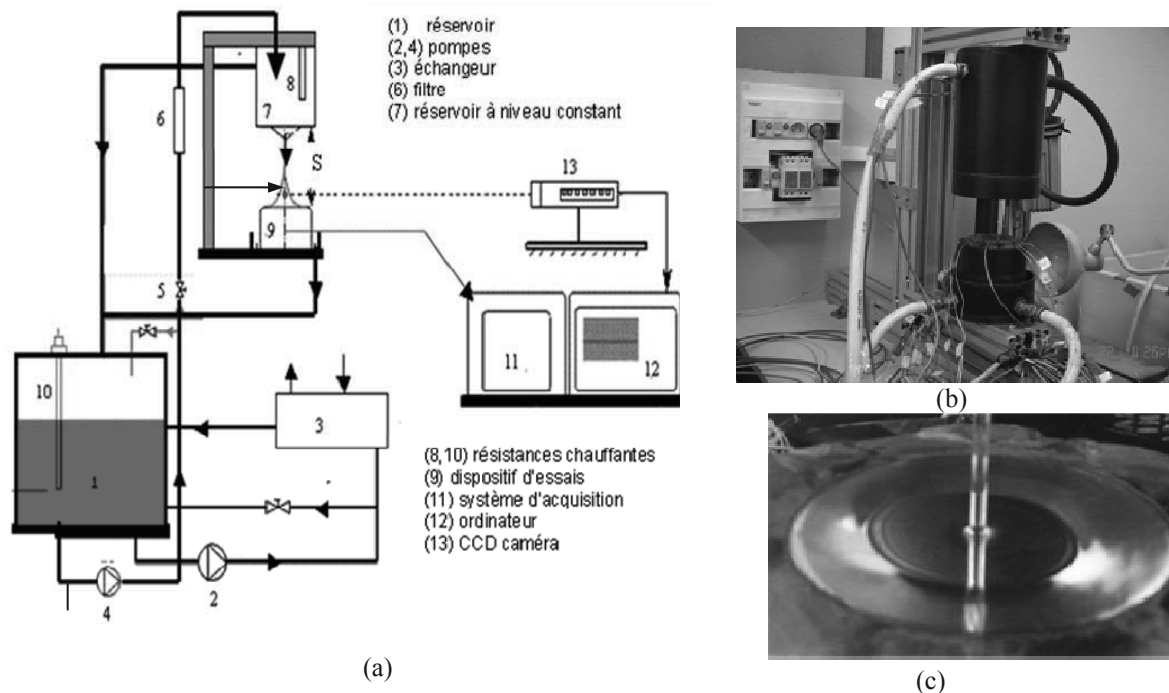 (1) réservoir
(2,4) pompes
(3) échangeur
(6) filtre
(7) réservoir à niveau constant
8
7
6
S
13
9
5
11
12
10
3
1
(8,10) résistances chauffantes
(9) dispositif d'essais
(11) système d'acquisition
(12) ordinateur
(13) CCD caméra
2
4
(a)
(b)
(c)